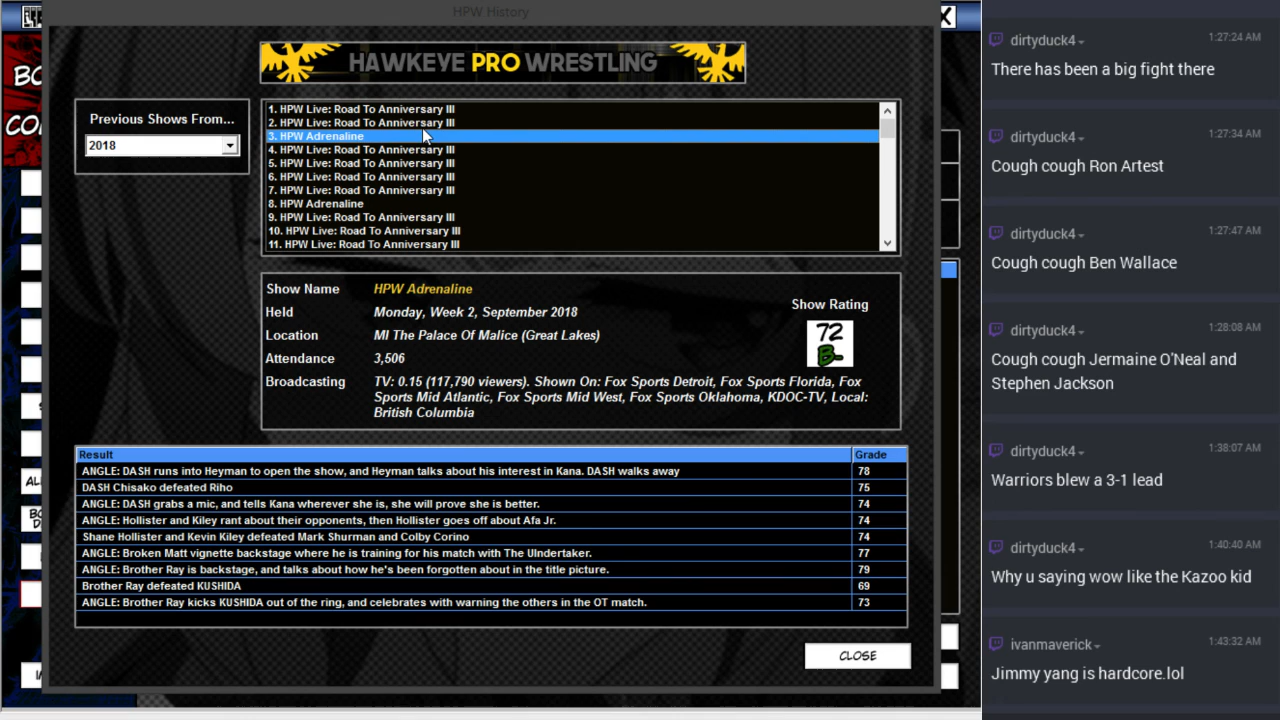 HPW History
HAWKEYE PRO WRESTLING
Previous Shows From...
2018
1. HPW Live: Road To Anniversary III
2. HPW Live: Road To Anniversary III
3. HPW Adrenaline
4. HPW Live: Road To Anniversary III
5. HPW Live: Road To Anniversary III
6. HPW Live: Road To Anniversary III
7. HPW Live: Road To Anniversary III
8. HPW Adrenaline
9. HPW Live: Road To Anniversary III
10. HPW Live: Road To Anniversary III
11. HPW Live: Road To Anniversary III
Show Name HPW Adrenaline
Held Monday, Week 2, September 2018
Location MI The Palace Of Malice (Great Lakes)
Attendance 3,506
Broadcasting TV: 0.15 (117,790 viewers). Shown On: Fox Sports Detroit, Fox Sports Florida, Fox
Sports Mid Atlantic, Fox Sports Mid West, Fox Sports Oklahoma, KDOC-TV, Local:
British Columbia
Show Rating
72
B-
Result Grade
ANGLE: DASH runs into Heyman to open the show, and Heyman talks about his interest in Kana. DASH walks away 78
DASH Chisako defeated Riho 75
ANGLE: DASH grabs a mic, and tells Kana wherever she is, she will prove she is better. 74
ANGLE: Hollister and Kiley rant about their opponents, then Hollister goes off about Afa Jr. 74
Shane Hollister and Kevin Kiley defeated Mark Shurman and Colby Corino 74
ANGLE: Broken Matt vignette backstage where he is training for his match with The Undertaker. 77
ANGLE: Brother Ray is backstage, and talks about how he's been forgotten about in the title picture. 79
Brother Ray defeated KUSHIDA 69
ANGLE: Brother Ray kicks KUSHIDA out of the ring, and celebrates with warning the others in the OT match. 73
CLOSE
BO
CO
AL
X
dirtyduck4 1:27:24 AM
There has been a big fight there
dirtyduck4 1:27:34 AM
Cough cough Ron Artest
dirtyduck4 1:27:47 AM
Cough cough Ben Wallace
dirtyduck4 1:28:08 AM
Cough cough Jermaine O'Neal and
Stephen Jackson
dirtyduck4 1:38:07 AM
Warriors blew a 3-1 lead
dirtyduck4 1:40:40 AM
Why u saying wow like the Kazoo kid
ivanmaverick 1:43:32 AM
Jimmy yang is hardcore.lol